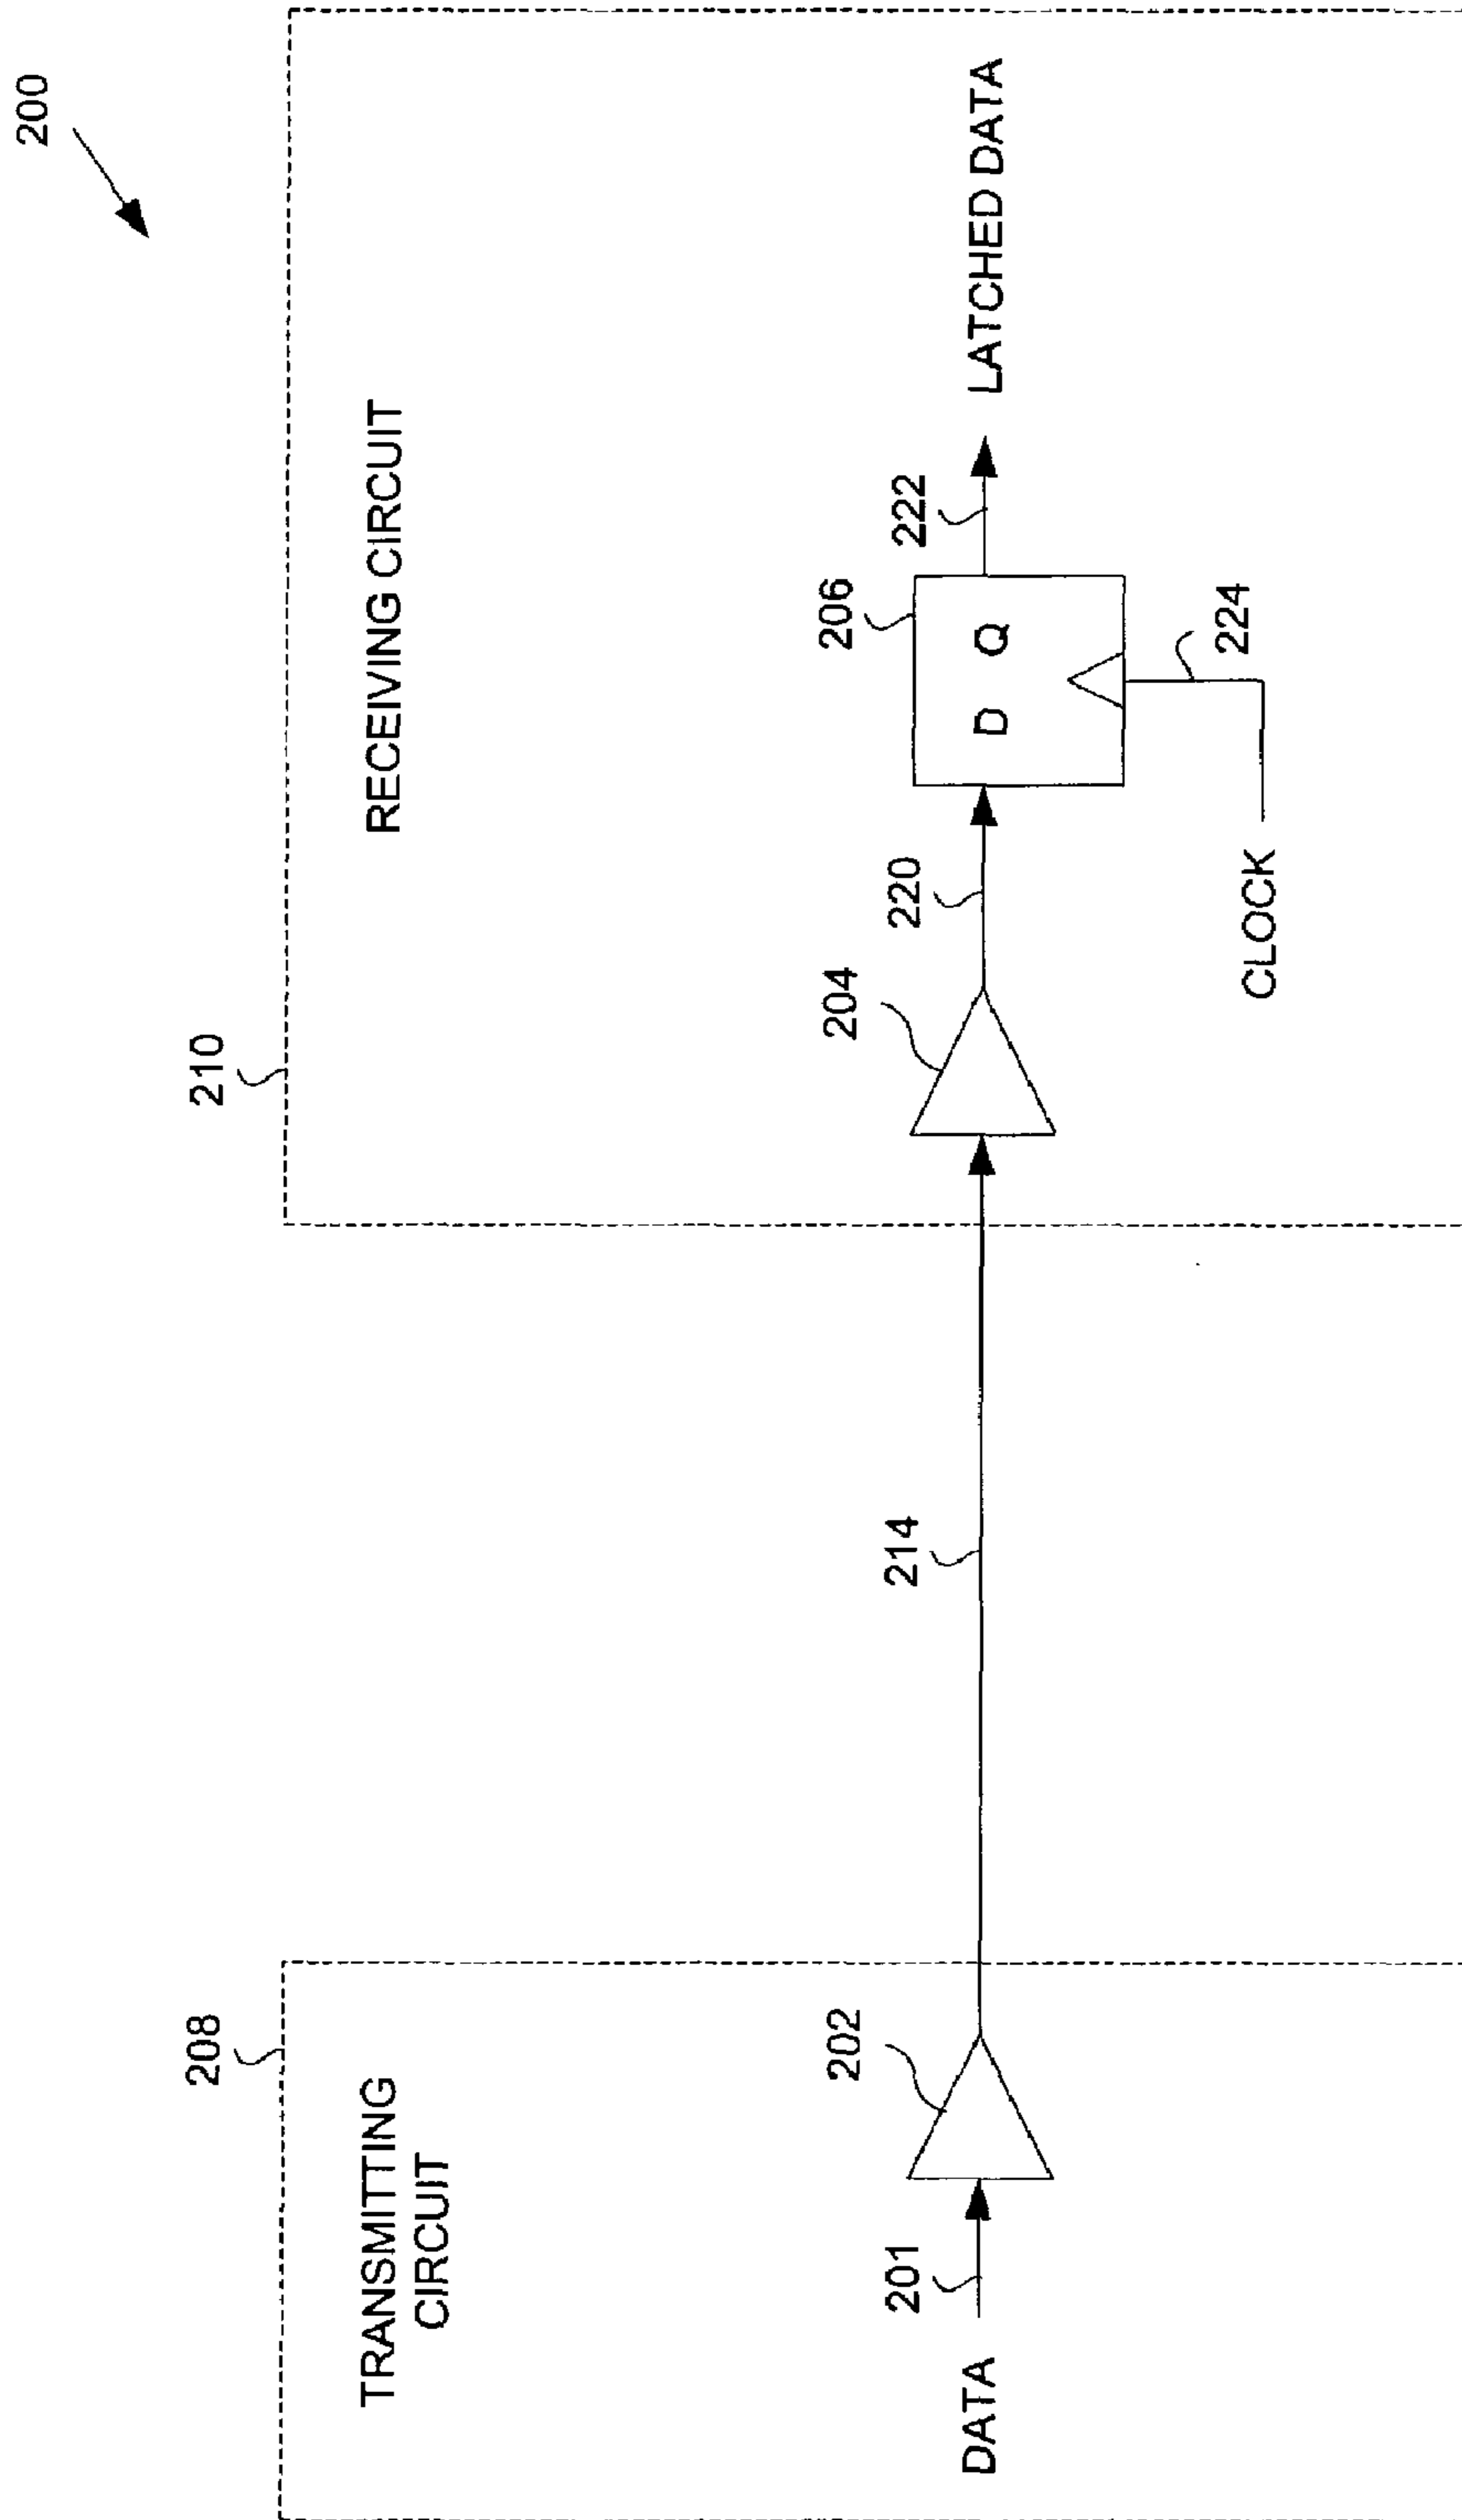 200
210
RECEIVING CIRCUIT
208
TRANSMITTING
CIRCUIT
DATA
201
202
214
204
220
206
D Q
222
LATCHED DATA
224
CLOCK